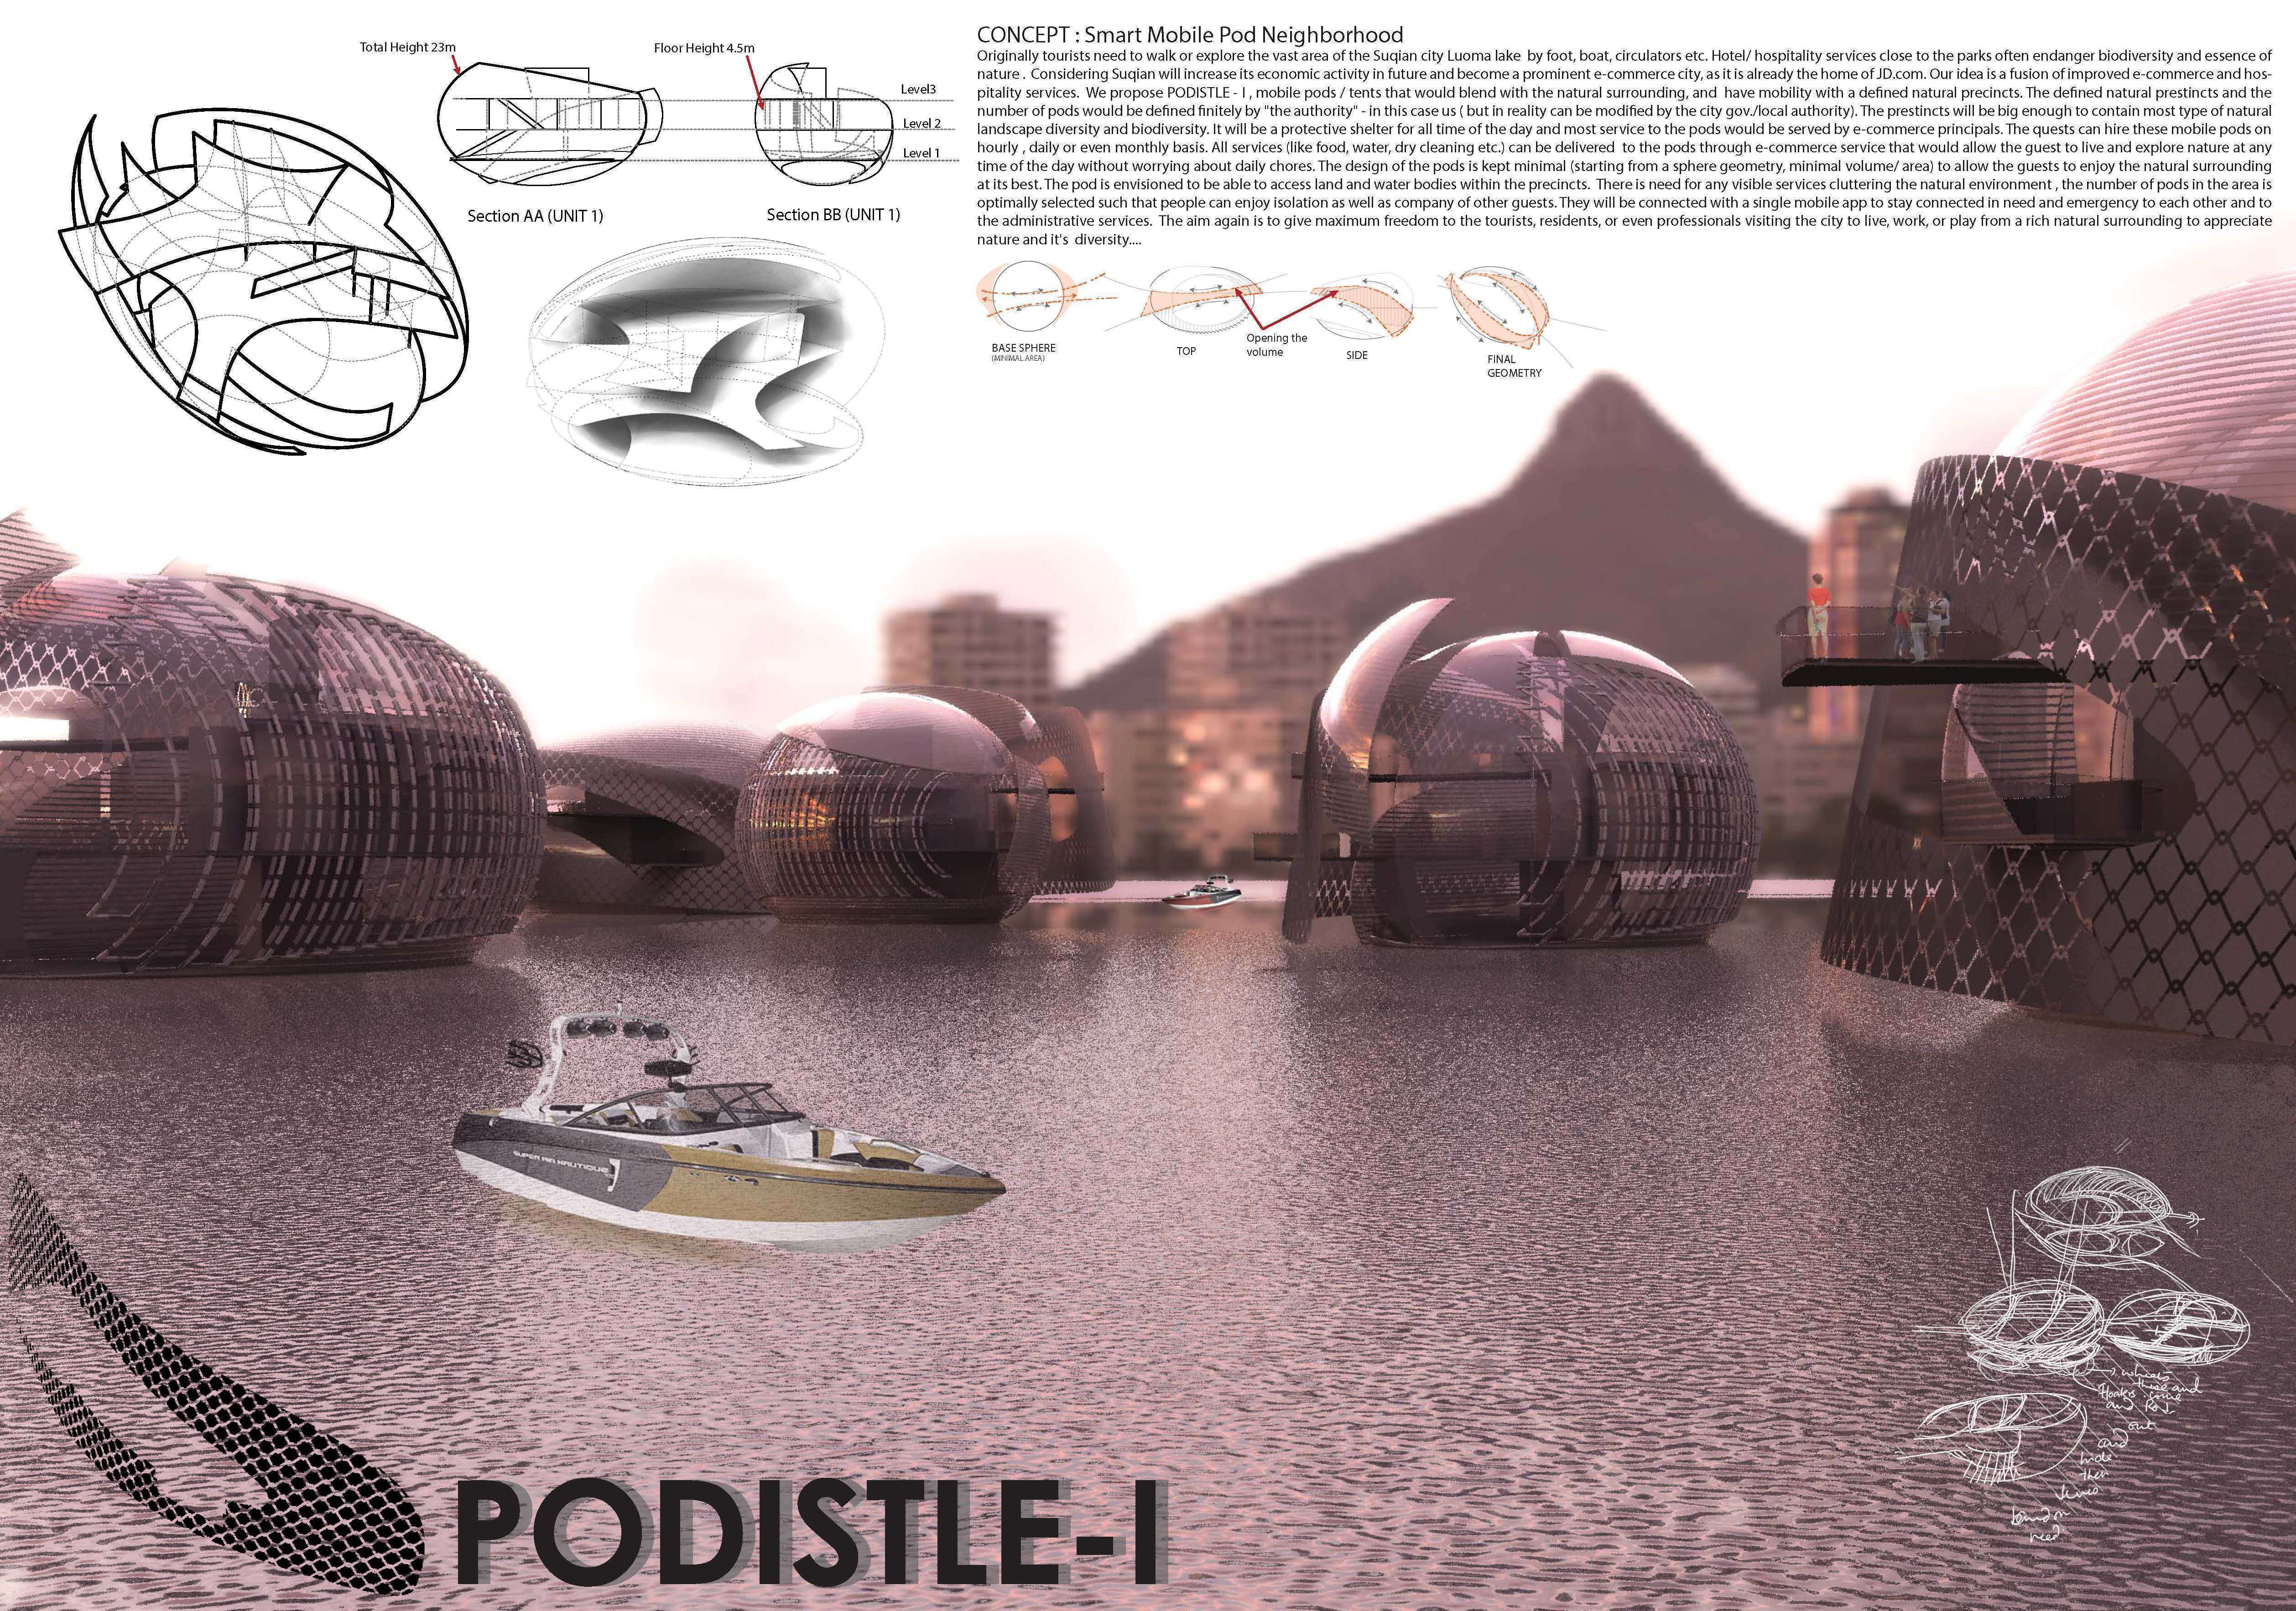 Total Height 23m
Floor Height 4.5m
Level3
Level 2
Level 1
Section AA (UNIT 1)
Section BB (UNIT 1)
CONCEPT : Smart Mobile Pod Neighborhood
Originally tourists need to walk or explore the vast area of the Suqian city Luoma lake by foot, boat, circulators etc. Hotel/ hospitality services close to the parks often endanger biodiversity and essence of
nature . Considering Suqian will increase its economic activity in future and become a prominent e-commerce city, as it is already the home of JD.com. Our idea is a fusion of improved e-commerce and hos-
pitality services. We propose PODISTLE - I , mobile pods / tents that would blend with the natural surrounding, and have mobility with a defined natural precincts. The defined natural prestincts and the
number of pods would be defined finitely by "the authority" - in this case us ( but in reality can be modified by the city gov./local authority). The prestincts will be big enough to contain most type of natural
landscape diversity and biodiversity. It will be a protective shelter for all time of the day and most service to the pods would be served by e-commerce principals. The quests can hire these mobile pods on
hourly , daily or even monthly basis. All services (like food, water, dry cleaning etc.) can be delivered to the pods through e-commerce service that would allow the guest to live and explore nature at any
time of the day without worrying about daily chores. The design of the pods is kept minimal (starting from a sphere geometry, minimal volume/ area) to allow the guests to enjoy the natural surrounding
at its best. The pod is envisioned to be able to access land and water bodies within the precincts. There is need for any visible services cluttering the natural environment , the number of pods in the area is
optimally selected such that people can enjoy isolation as well as company of other guests. They will be connected with a single mobile app to stay connected in need and emergency to each other and to
the administrative services. The aim again is to give maximum freedom to the tourists, residents, or even professionals visiting the city to live, work, or play from a rich natural surrounding to appreciate
nature and it's diversity....
BASE SPHERE
(MINIMAL AREA)
TOP
Opening the
volume
SIDE
FINAL
GEOMETRY
SUPER AIR NAUTIQUE
wheels
these and
Floaters come
and
out
and
hide
then
need
PODISTLE-I